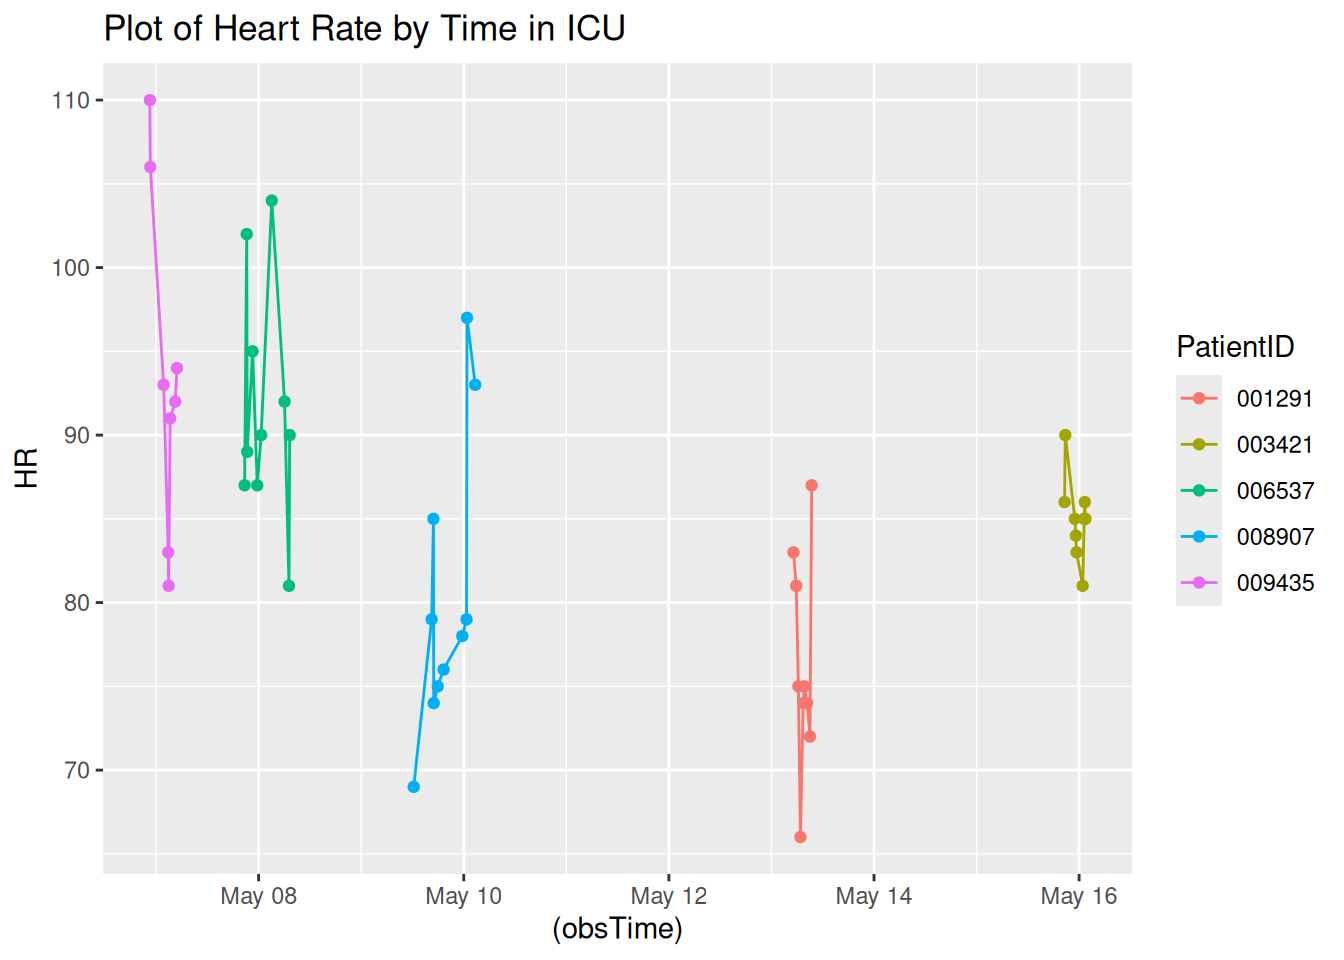 Plot of Heart Rate by Time in ICU
110
100
90
80
70
HR
May 08
May 10
May 12
May 14
May 16
(obsTime)
PatientID
001291
003421
006537
008907
009435